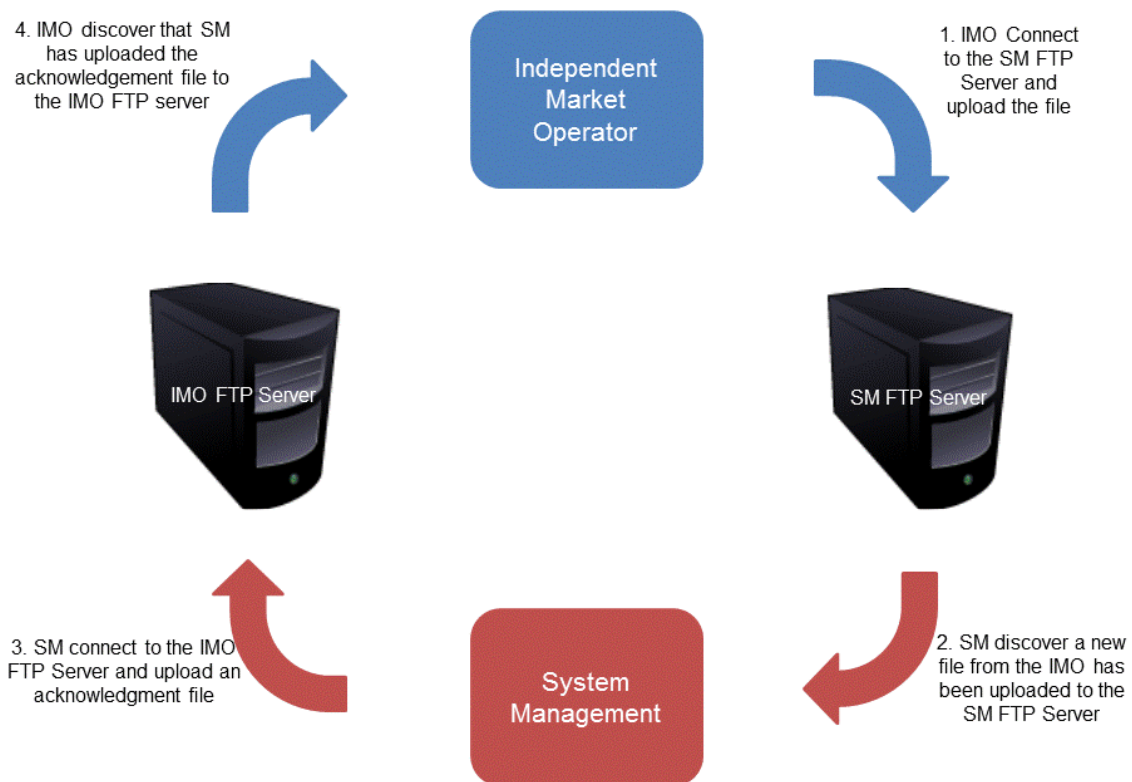 4. IMO discover that SM
has uploaded the
acknowledgement file to
the IMO FTP server
Independent
Market
Operator
1. IMO Connect
to the SM FTP
Server and
upload the file
IMO FTP Server
SM FTP Server
3. SM connect to the IMO
FTP Server and upload an
acknowledgment file
System
Management
2. SM discover a new
file from the IMO has
been uploaded to the
SM FTP Server